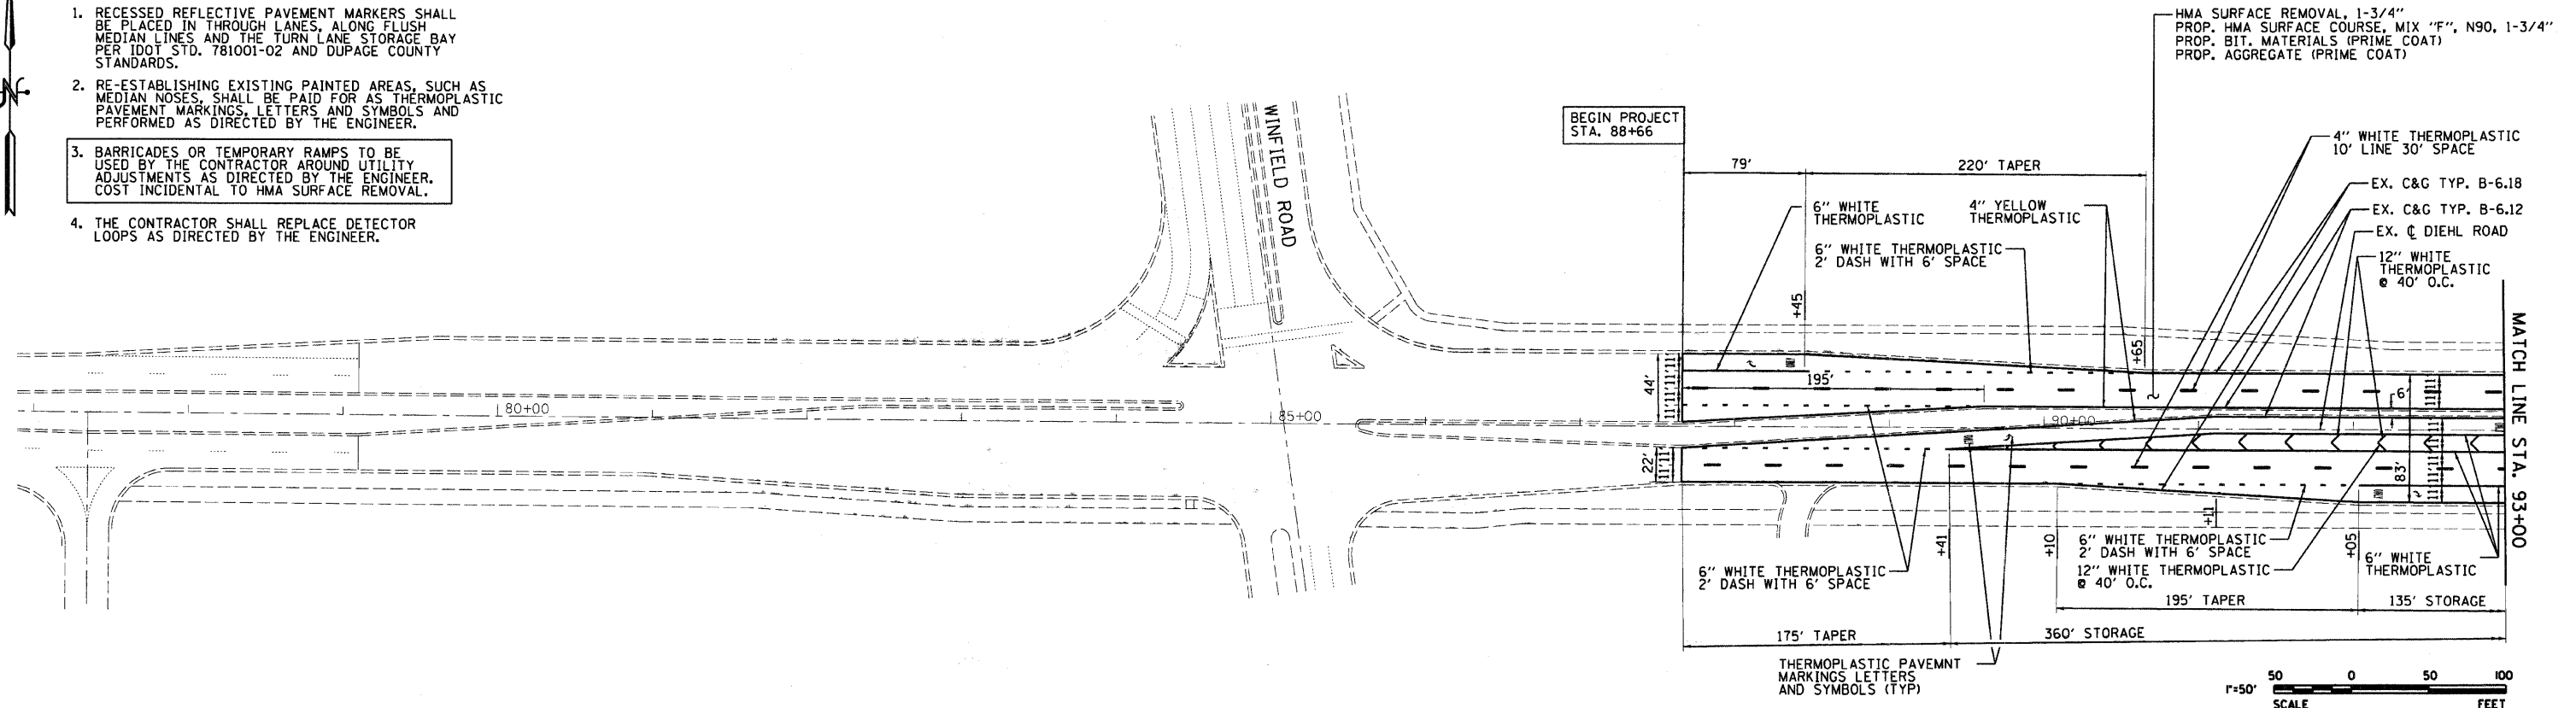 1. RECESSED REFLECTIVE PAVEMENT MARKERS SHALL
BE PLACED IN THROUGH LANES, ALONG FLUSH
MEDIAN LINES AND THE TURN LANE STORAGE BAY
PER IDOT STD. 781001-02 AND DUPAGE COUNTY
STANDARDS.
2. RE-ESTABLISHING EXISTING PAINTED AREAS, SUCH AS
MEDIAN NOSES, SHALL BE PAID FOR AS THERMOPLASTIC
PAVEMENT MARKINGS, LETTERS AND SYMBOLS AND
PERFORMED AS DIRECTED BY THE ENGINEER.
3. BARRICADES OR TEMPORARY RAMPS TO BE
USED BY THE CONTRACTOR AROUND UTILITY
ADJUSTMENTS AS DIRECTED BY THE ENGINEER.
COST INCIDENTAL TO HMA SURFACE REMOVAL.
4. THE CONTRACTOR SHALL REPLACE DETECTOR
LOOPS AS DIRECTED BY THE ENGINEER.
N
WINFIELD ROAD
HMA SURFACE REMOVAL, 1-3/4"
PROP. HMA SURFACE COURSE, MIX "F", N90, 1-3/4"
PROP. BIT. MATERIALS (PRIME COAT)
PROP. AGGREGATE (PRIME COAT)
BEGIN PROJECT
STA. 88+66
79'
220' TAPER
4" WHITE THERMOPLASTIC
10' LINE 30' SPACE
EX. C&G TYP. B-6.18
EX. C&G TYP. B-6.12
EX. ℄ DIEHL ROAD
12" WHITE
THERMOPLASTIC
@ 40' O.C.
6" WHITE
THERMOPLASTIC
4" YELLOW
THERMOPLASTIC
6" WHITE THERMOPLASTIC
2' DASH WITH 6' SPACE
+45
+65
195'
44'
11'11'11'11'
6'
11'11'
80+00
85+00
90+00
22'
11'11'
83'
11'11'11'11'
MATCH LINE STA. 93+00
+41
+10
+11
+05
6" WHITE THERMOPLASTIC
2' DASH WITH 6' SPACE
6" WHITE THERMOPLASTIC
2' DASH WITH 6' SPACE
12" WHITE THERMOPLASTIC
@ 40' O.C.
6" WHITE
THERMOPLASTIC
195' TAPER
135' STORAGE
175' TAPER
360' STORAGE
THERMOPLASTIC PAVEMNT
MARKINGS LETTERS
AND SYMBOLS (TYP)
1"=50'
50 0 50 100
SCALE FEET